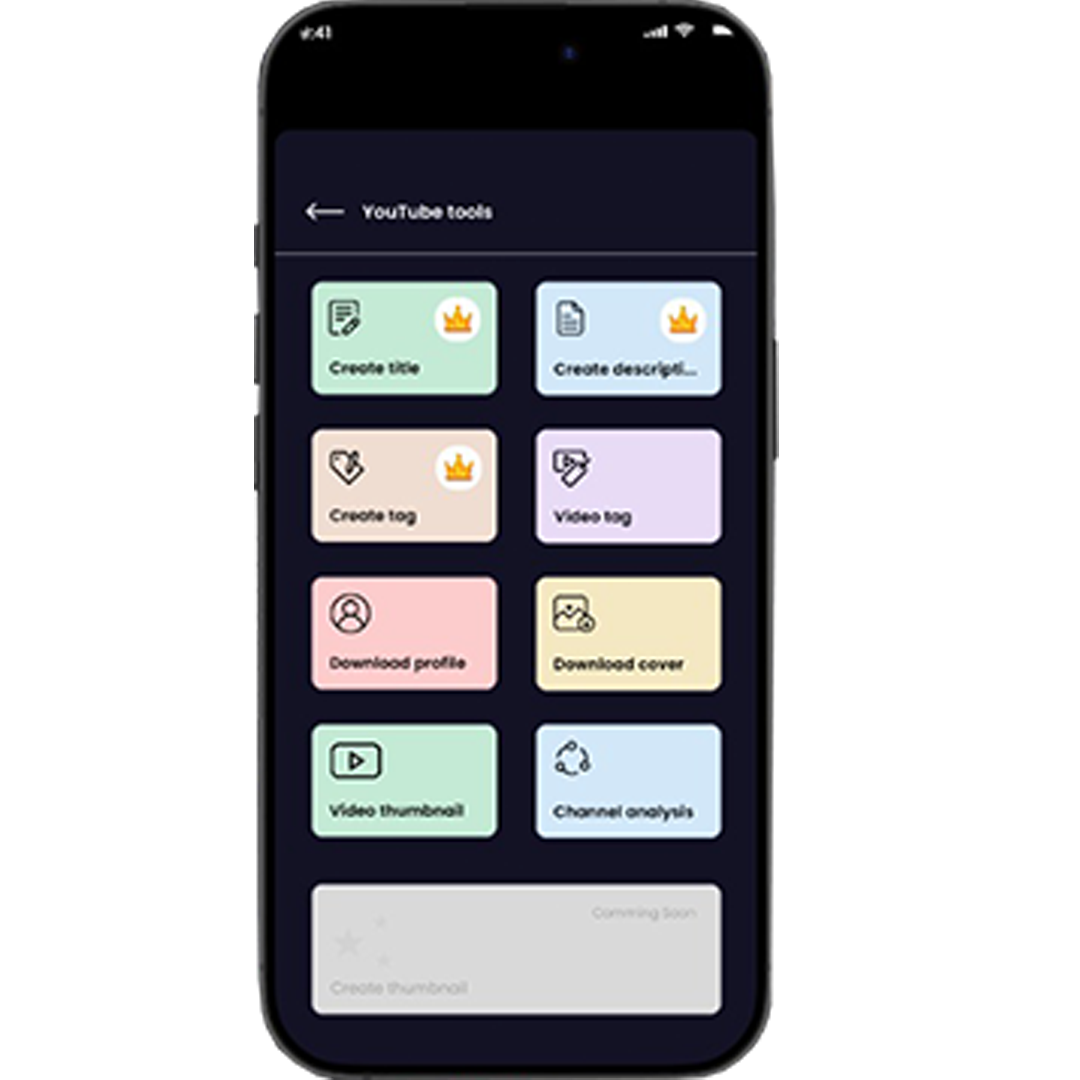 9:41
YouTube tools
Create title
Create descripti...
Create tag
Video tag
Download profile
Download cover
Video thumbnail
Channel analysis
Comming Soon
Create thumbnail